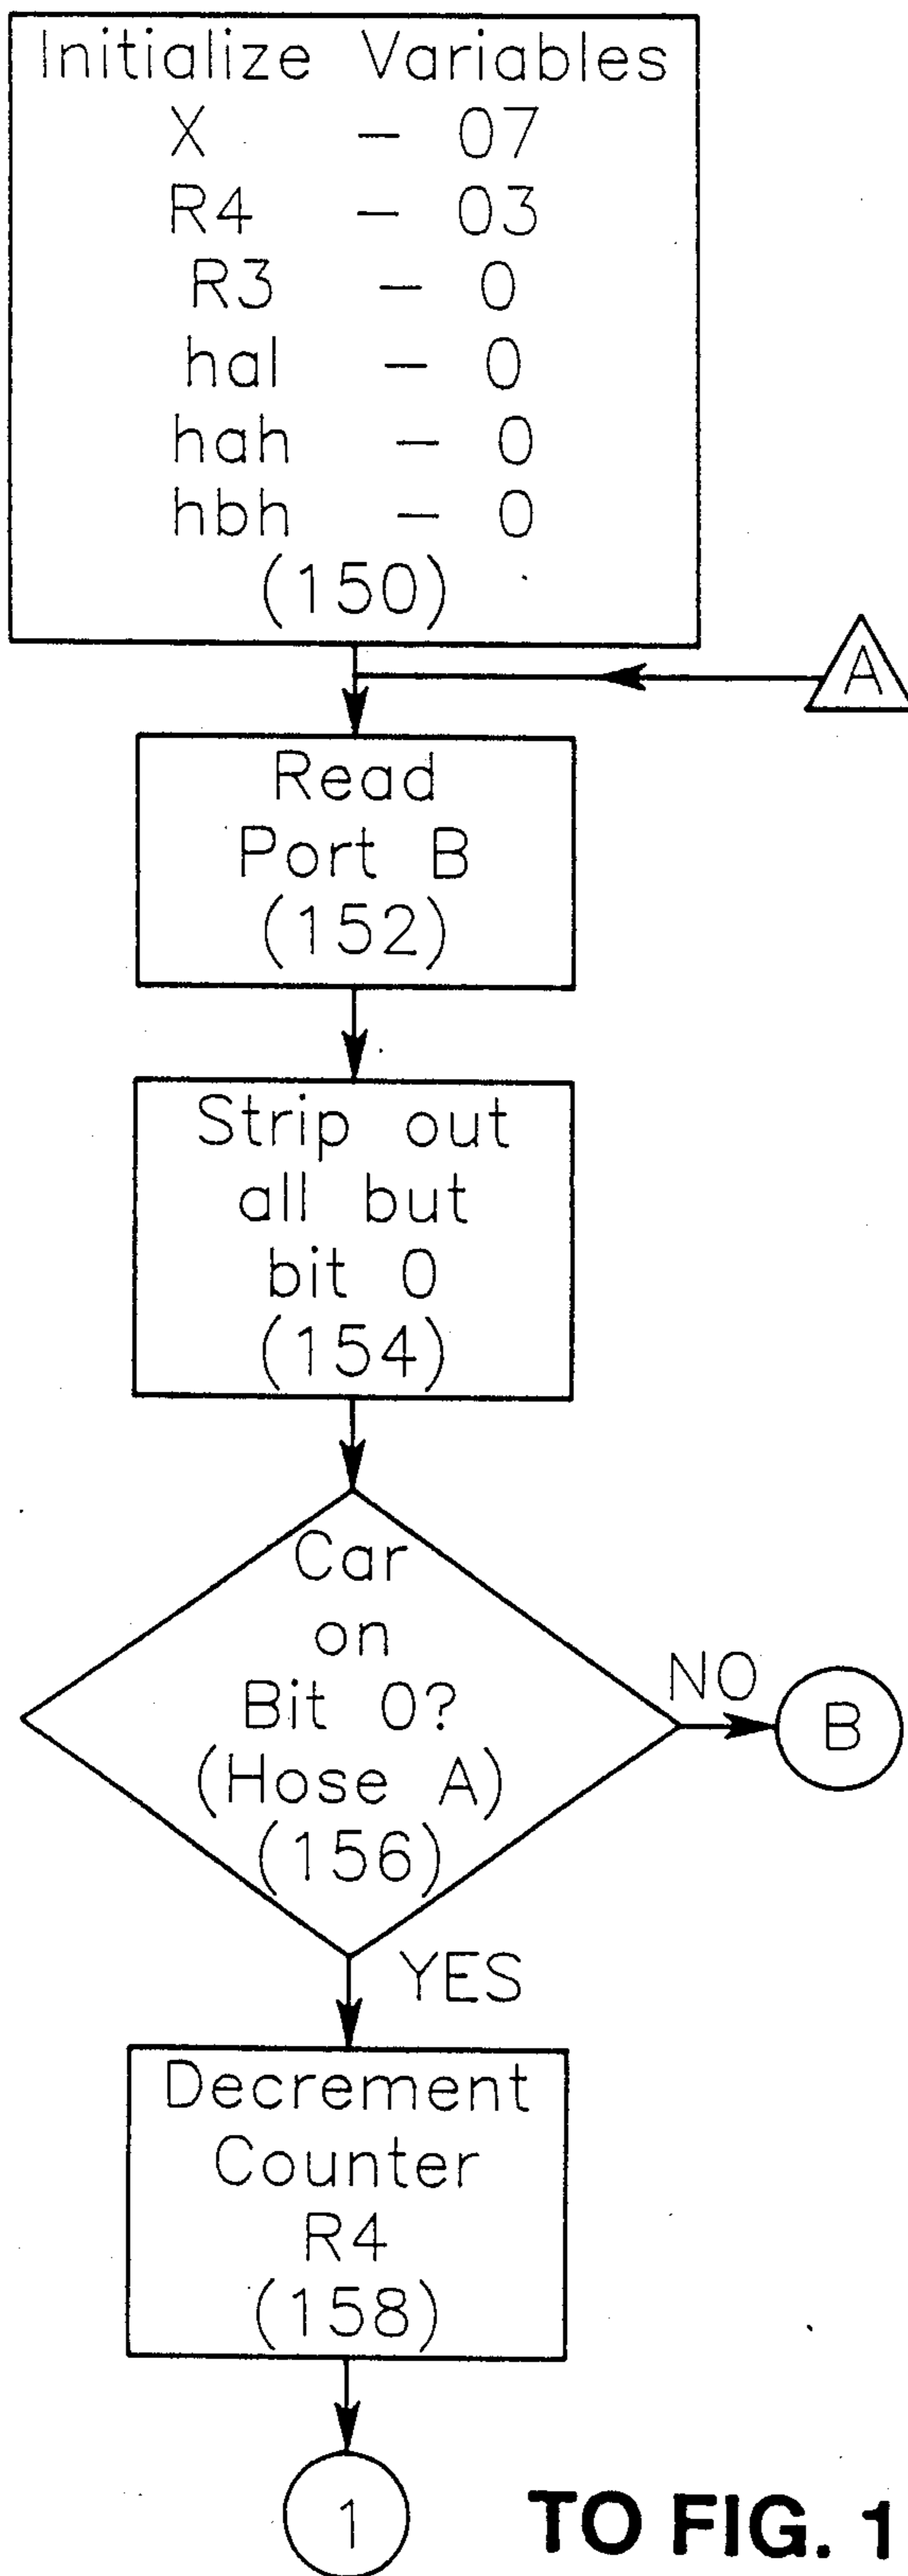 Initialize Variables
X - 07
R4 - 03
R3 - 0
hal - 0
hah - 0
hbh - 0
(150)
A
Read
Port B
(152)
Strip out
all but
bit 0
(154)
Car
on
Bit 0?
(Hose A)
(156)
NO
B
YES
Decrement
Counter
R4
(158)
1
TO FIG. 1